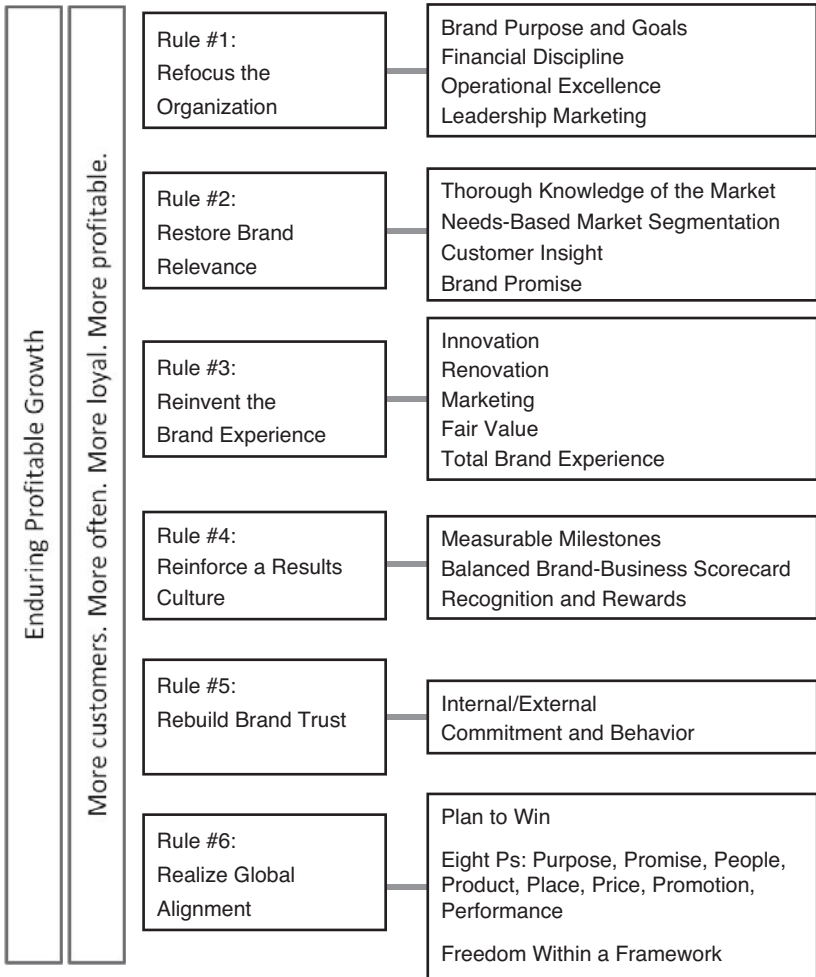 Enduring Profitable Growth
More customers. More often. More loyal. More profitable.
Rule #1:
Refocus the
Organization
Brand Purpose and Goals
Financial Discipline
Operational Excellence
Leadership Marketing
Rule #2:
Restore Brand
Relevance
Thorough Knowledge of the Market
Needs-Based Market Segmentation
Customer Insight
Brand Promise
Rule #3:
Reinvent the
Brand Experience
Innovation
Renovation
Marketing
Fair Value
Total Brand Experience
Rule #4:
Reinforce a Results
Culture
Measurable Milestones
Balanced Brand-Business Scorecard
Recognition and Rewards
Rule #5:
Rebuild Brand Trust
Internal/External
Commitment and Behavior
Rule #6:
Realize Global
Alignment
Plan to Win
Eight Ps: Purpose, Promise, People,
Product, Place, Price, Promotion,
Performance
Freedom Within a Framework